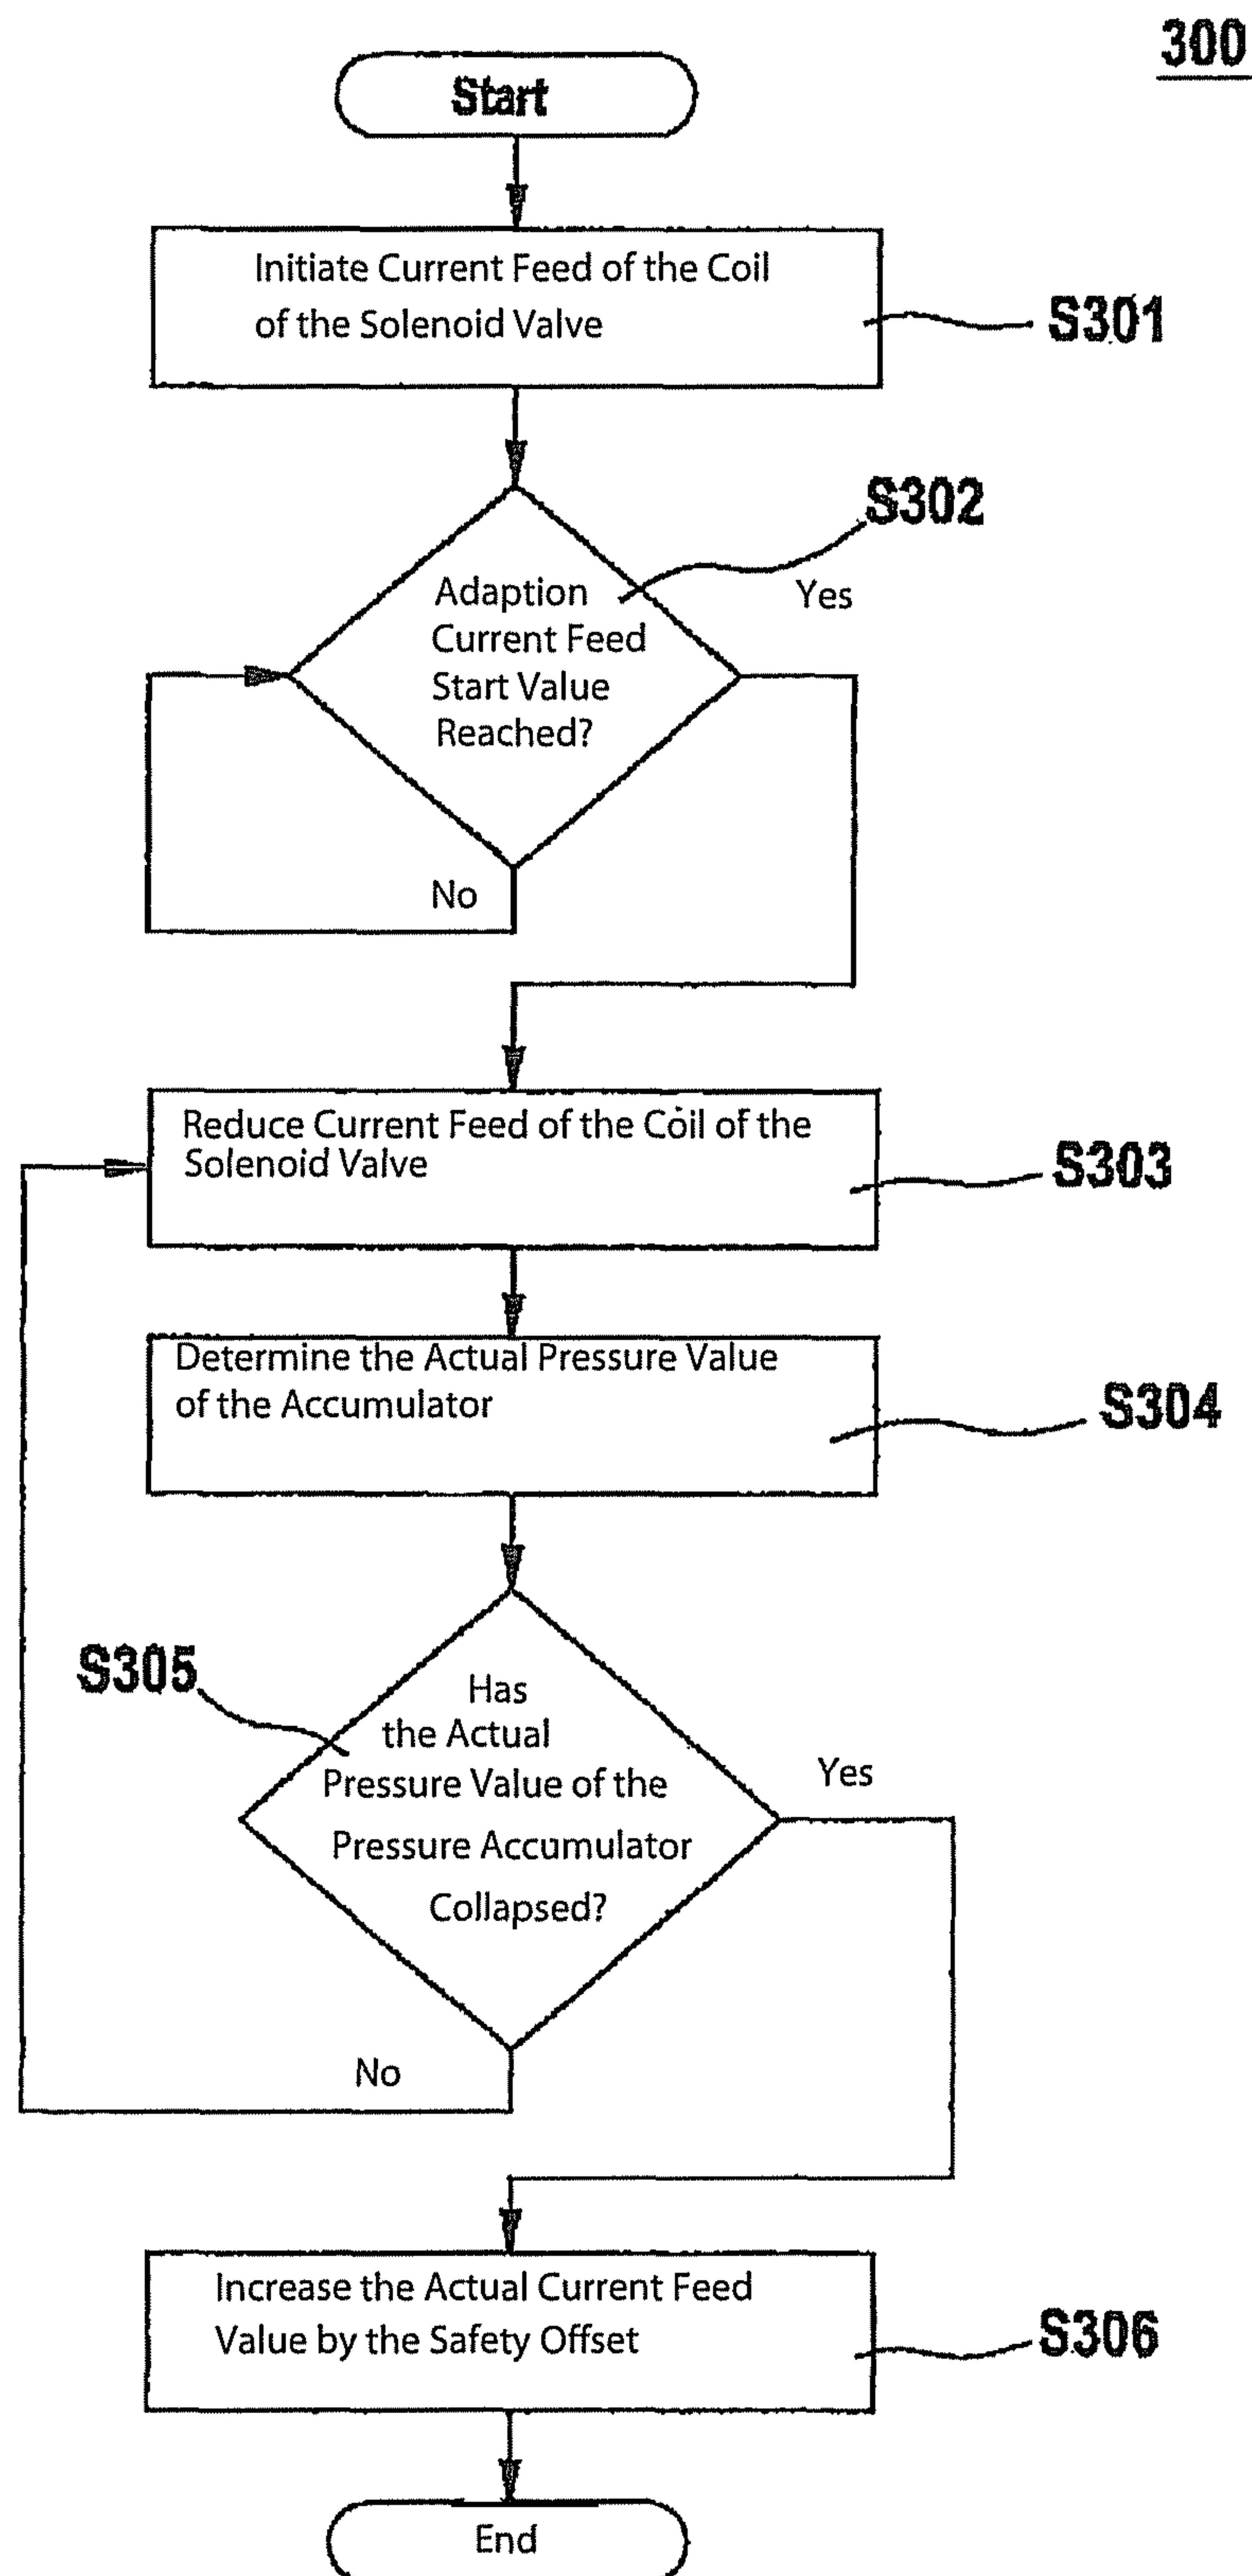 300
Start
Initiate Current Feed of the Coil
of the Solenoid Valve
S301
S302
Adaption
Current Feed
Start Value
Reached?
Yes
No
Reduce Current Feed of the Coil of the
Solenoid Valve
S303
Determine the Actual Pressure Value
of the Accumulator
S304
S305
Has
the Actual
Pressure Value of the
Pressure Accumulator
Collapsed?
Yes
No
Increase the Actual Current Feed
Value by the Safety Offset
S306
End